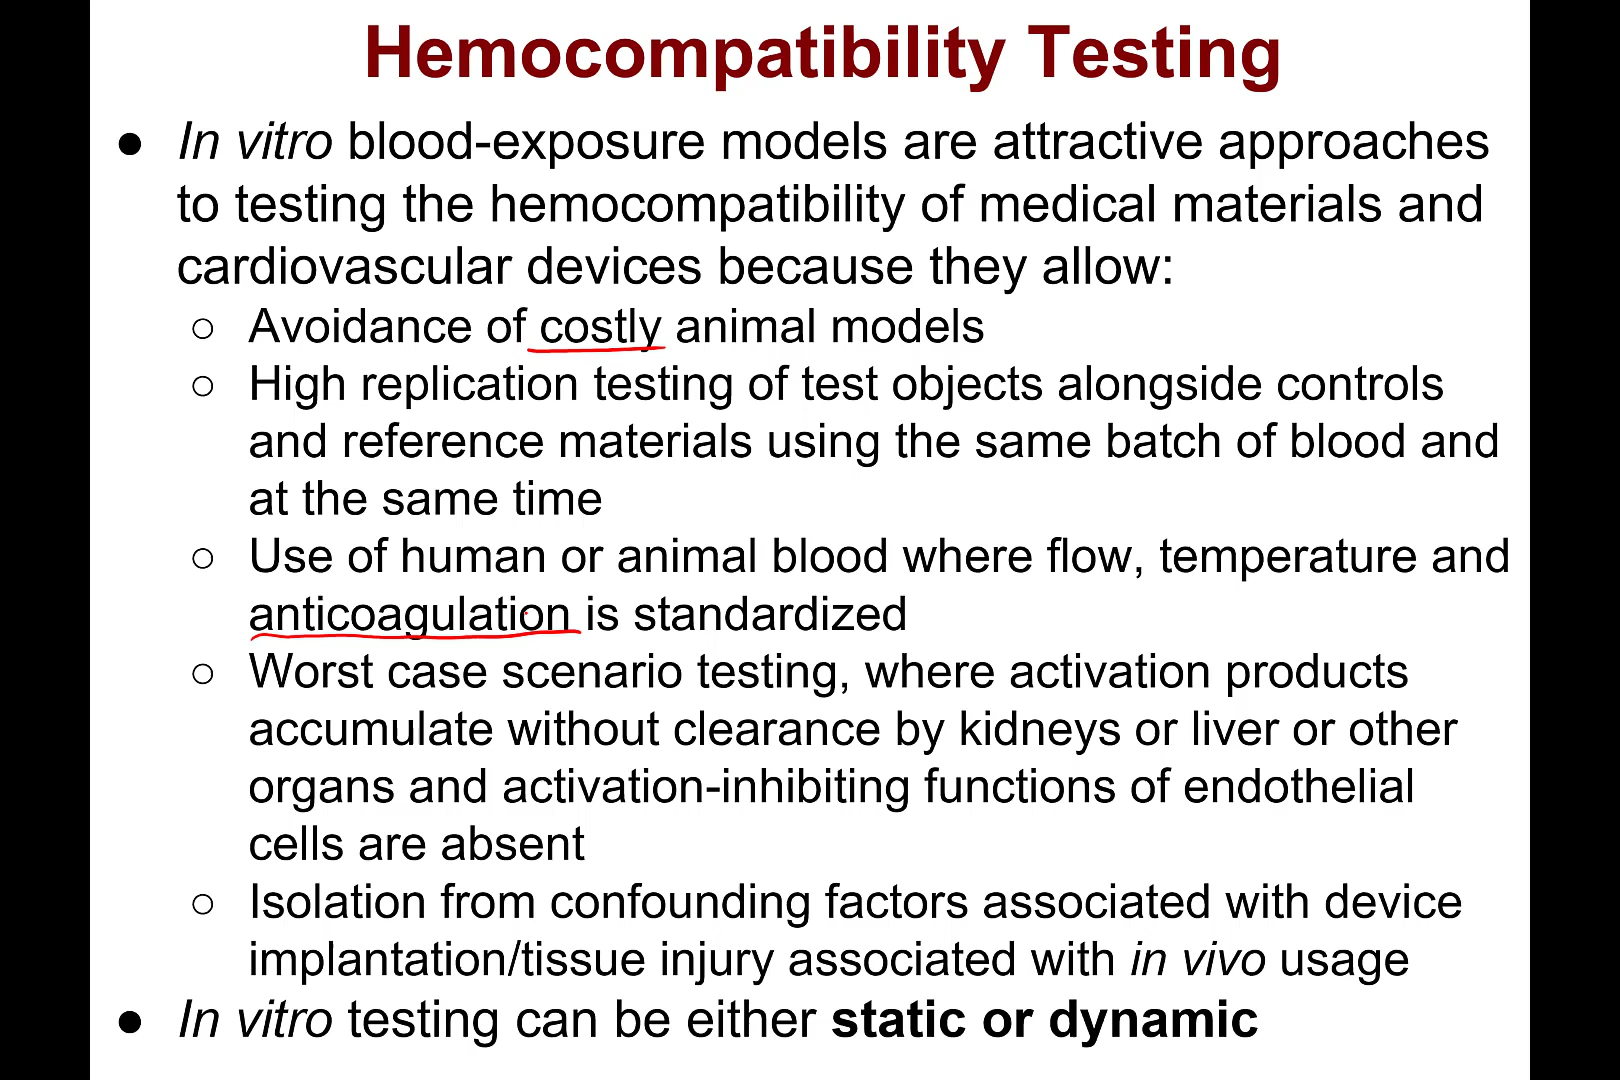 Hemocompatibility Testing
● In vitro blood-exposure models are attractive approaches
to testing the hemocompatibility of medical materials and
cardiovascular devices because they allow:
○ Avoidance of costly animal models
○ High replication testing of test objects alongside controls
and reference materials using the same batch of blood and
at the same time
○ Use of human or animal blood where flow, temperature and
anticoagulation is standardized
○ Worst case scenario testing, where activation products
accumulate without clearance by kidneys or liver or other
organs and activation-inhibiting functions of endothelial
cells are absent
○ Isolation from confounding factors associated with device
implantation/tissue injury associated with in vivo usage
● In vitro testing can be either static or dynamic